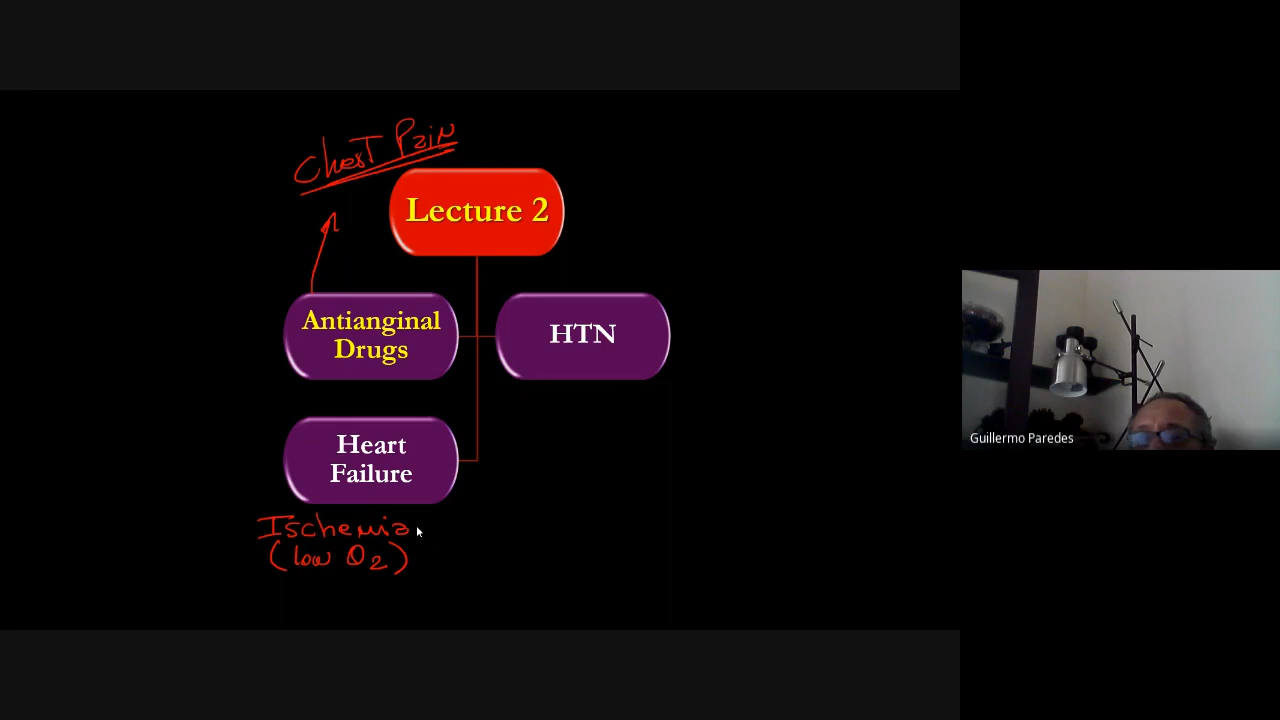 Chest Pain
Lecture 2
Antianginal
Drugs
HTN
Heart
Failure
Ischemia
(low O2)
Guillermo Paredes